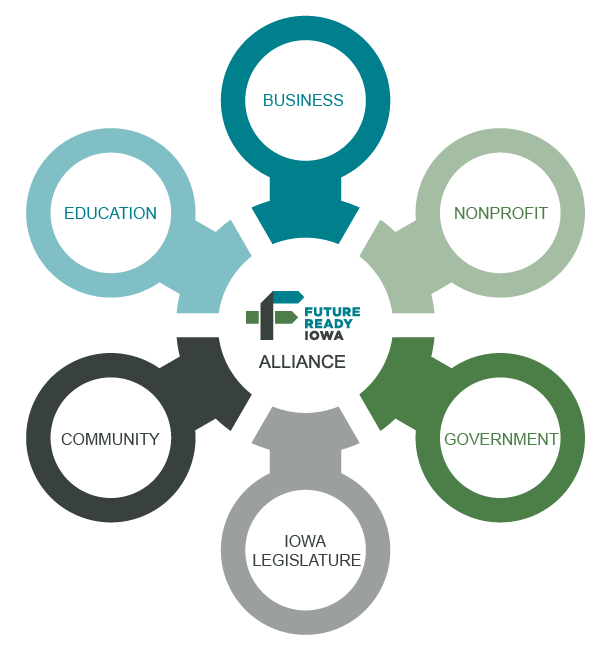 BUSINESS
EDUCATION
NONPROFIT
FUTURE
READY
IOWA
ALLIANCE
COMMUNITY
GOVERNMENT
IOWA
LEGISLATURE